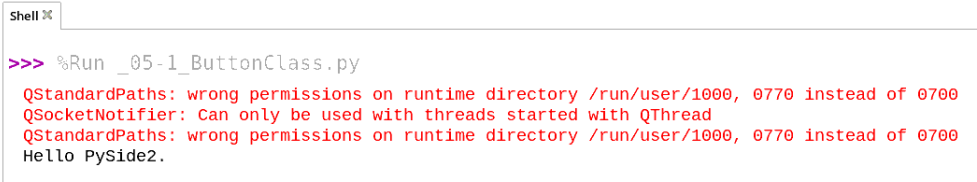 Shell
>>> %Run _05-1_ButtonClass.py
QStandardPaths: wrong permissions on runtime directory /run/user/1000, 0770 instead of 0700
QSocketNotifier: Can only be used with threads started with QThread
QStandardPaths: wrong permissions on runtime directory /run/user/1000, 0770 instead of 0700
Hello PySide2.